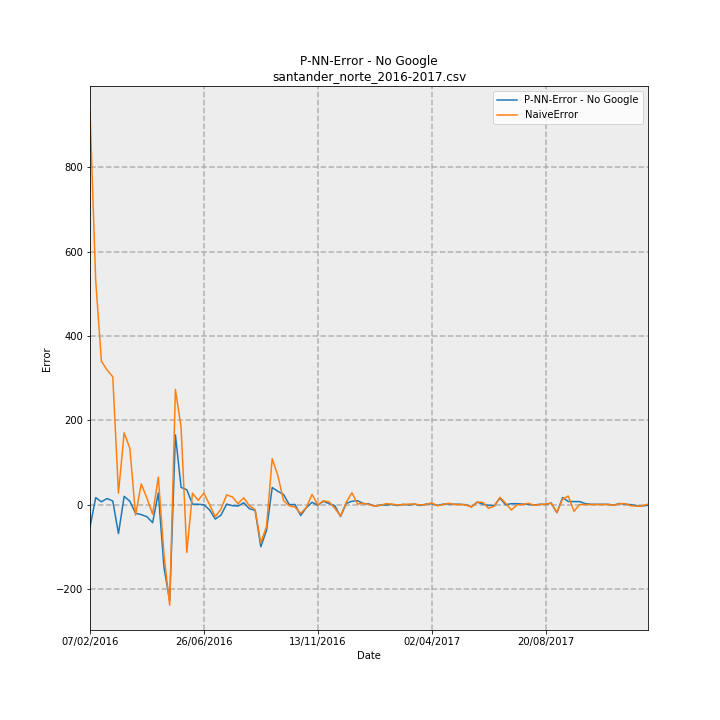 P-NN-Error - No Google
santander_norte_2016-2017.csv
P-NN-Error - No Google
NaiveError
800
600
400
200
0
−200
Error
07/02/2016 26/06/2016 13/11/2016 02/04/2017 20/08/2017
Date